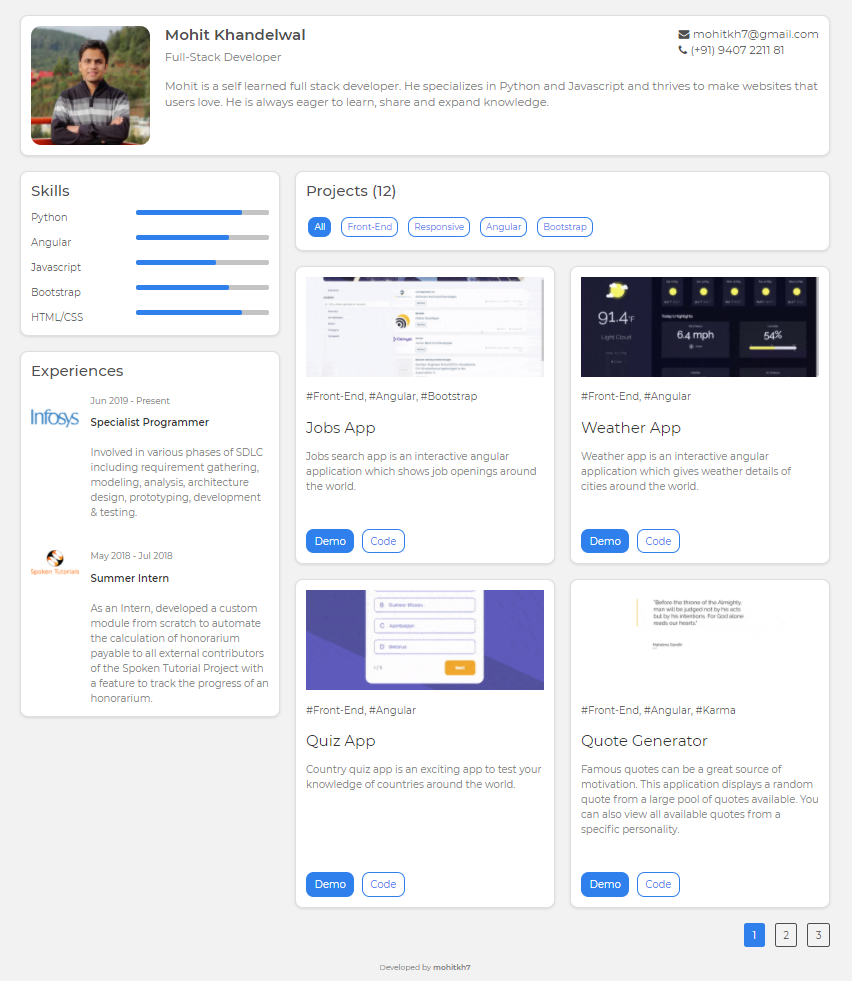 Mohit Khandelwal
Full-Stack Developer
mohitkh7@gmail.com
(+91) 9407 2211 81
Mohit is a self learned full stack developer. He specializes in Python and Javascript and thrives to make websites that
users love. He is always eager to learn, share and expand knowledge.
Skills
Python
Angular
Javascript
Bootstrap
HTML/CSS
Experiences
Infosys
Jun 2019 - Present
Specialist Programmer
Involved in various phases of SDLC
including requirement gathering,
modeling, analysis, architecture
design, prototyping, development
& testing.
Spoken Tutorials
May 2018 - Jul 2018
Summer Intern
As an Intern, developed a custom
module from scratch to automate
the calculation of honorarium
payable to all external contributors
of the Spoken Tutorial Project with
a feature to track the progress of an
honorarium.
Projects (12)
All
Front-End
Responsive
Angular
Bootstrap
#Front-End, #Angular, #Bootstrap
Jobs App
Jobs search app is an interactive angular
application which shows job openings around
the world.
Demo
Code
91.4°F
Light Cloud
Today's Highlights
6.4 mph
54%
#Front-End, #Angular
Weather App
Weather app is an interactive angular
application which gives weather details of
cities around the world.
Demo
Code
B
C Azerbaijan
D Belarus
Next
#Front-End, #Angular
Quiz App
Country quiz app is an exciting app to test your
knowledge of countries around the world.
Demo
Code
"Before the throne of the Almighty,
man will be judged not by his acts
but by his intentions. For God alone
reads our hearts."
Mahatma Gandhi
#Front-End, #Angular, #Karma
Quote Generator
Famous quotes can be a great source of
motivation. This application displays a random
quote from a large pool of quotes available. You
can also view all available quotes from a
specific personality.
Demo
Code
1
2
3
Developed by mohitkh7